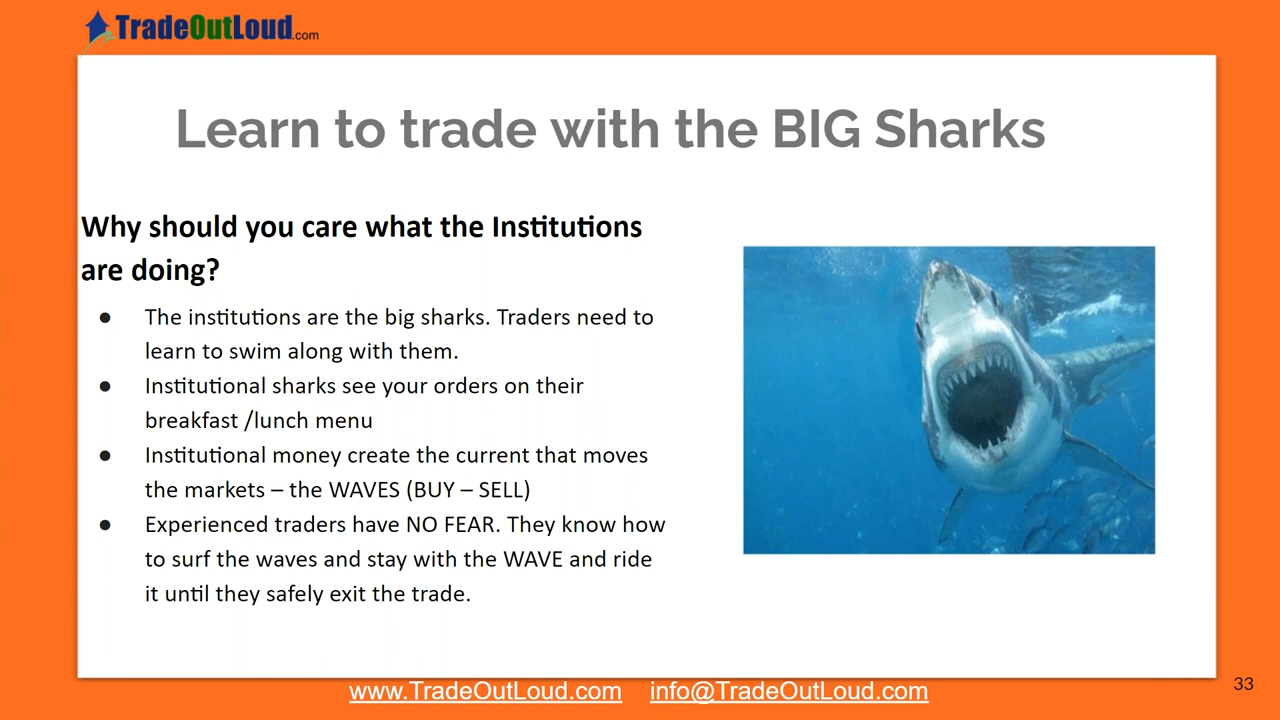 TradeOutLoud.com
Learn to trade with the BIG Sharks
Why should you care what the Institutions
are doing?
● The institutions are the big sharks. Traders need to
learn to swim along with them.
● Institutional sharks see your orders on their
breakfast /lunch menu
● Institutional money create the current that moves
the markets – the WAVES (BUY – SELL)
● Experienced traders have NO FEAR. They know how
to surf the waves and stay with the WAVE and ride
it until they safely exit the trade.
www.TradeOutLoud.com info@TradeOutLoud.com
33